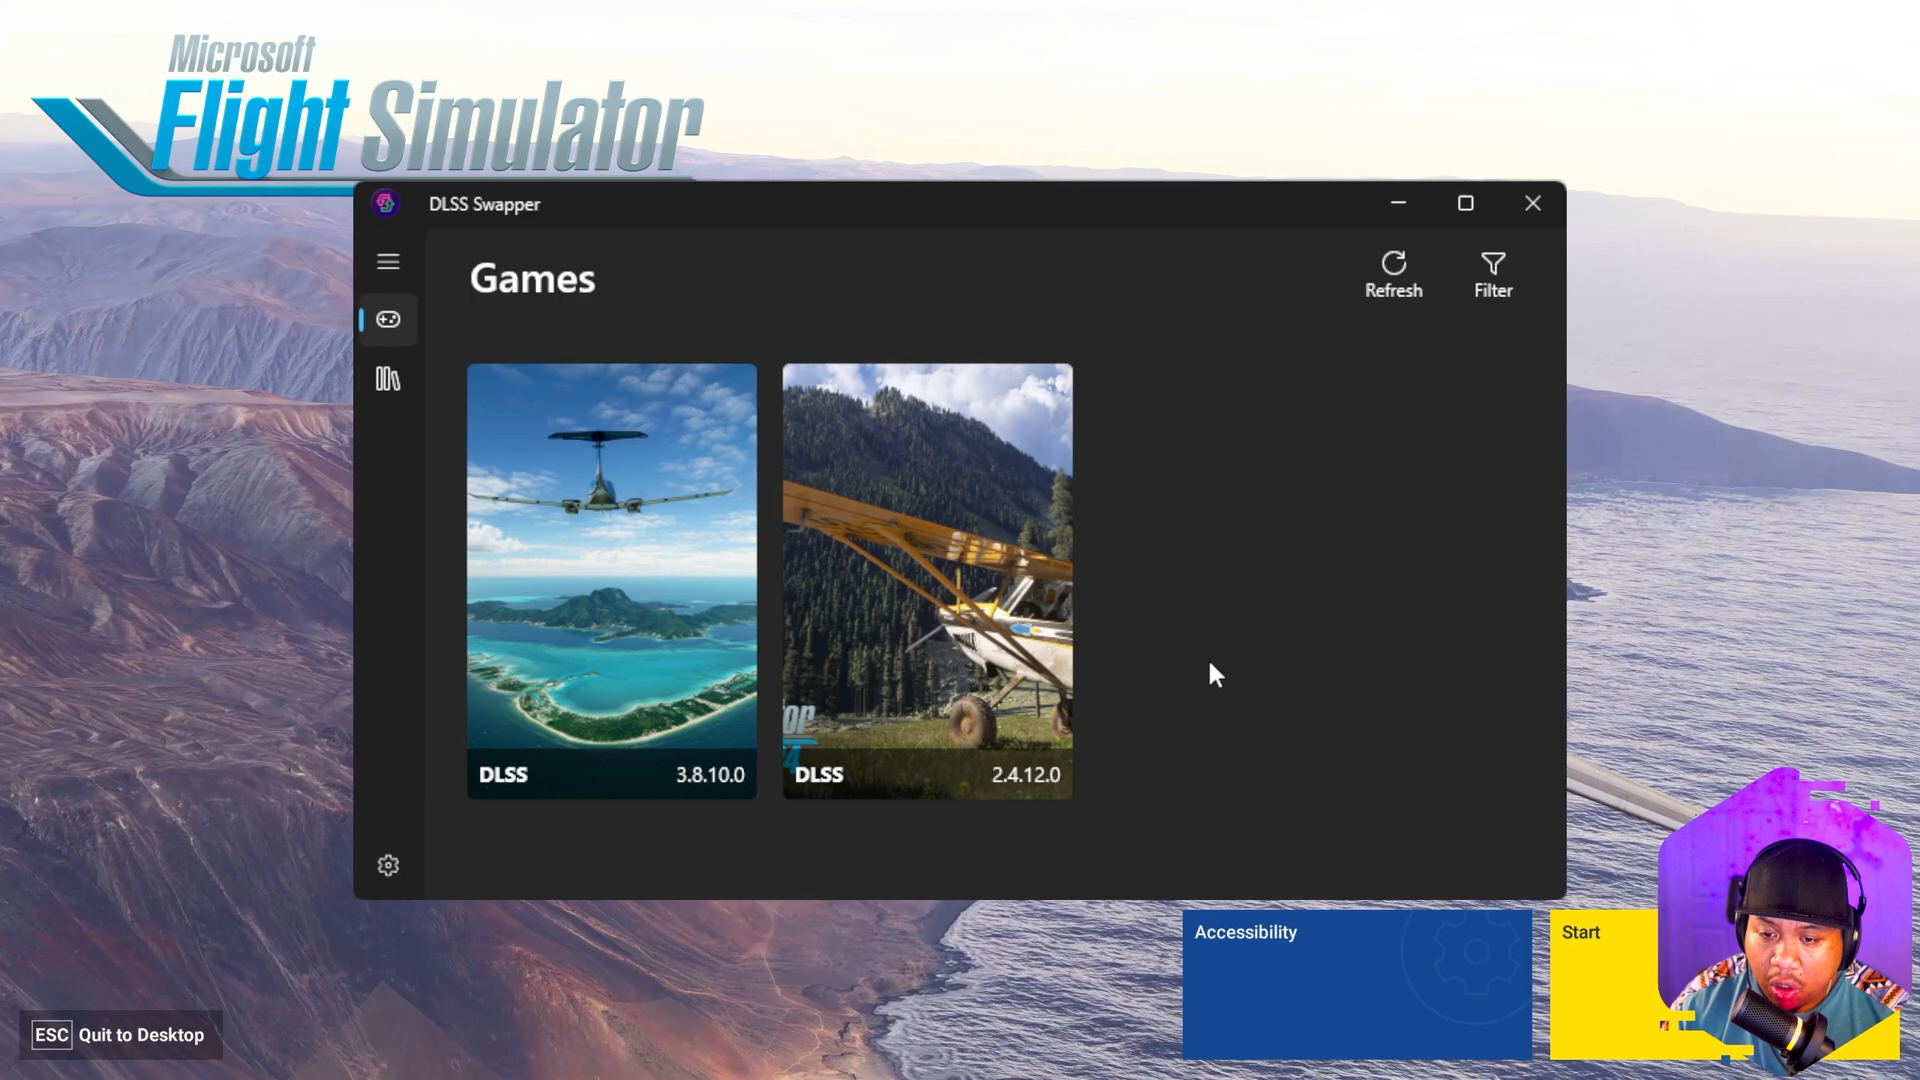 Microsoft
Flight Simulator
DLSS Swapper
Games
Refresh
Filter
DLSS 3.8.10.0
DLSS 2.4.12.0
Accessibility
Start
ESC Quit to Desktop